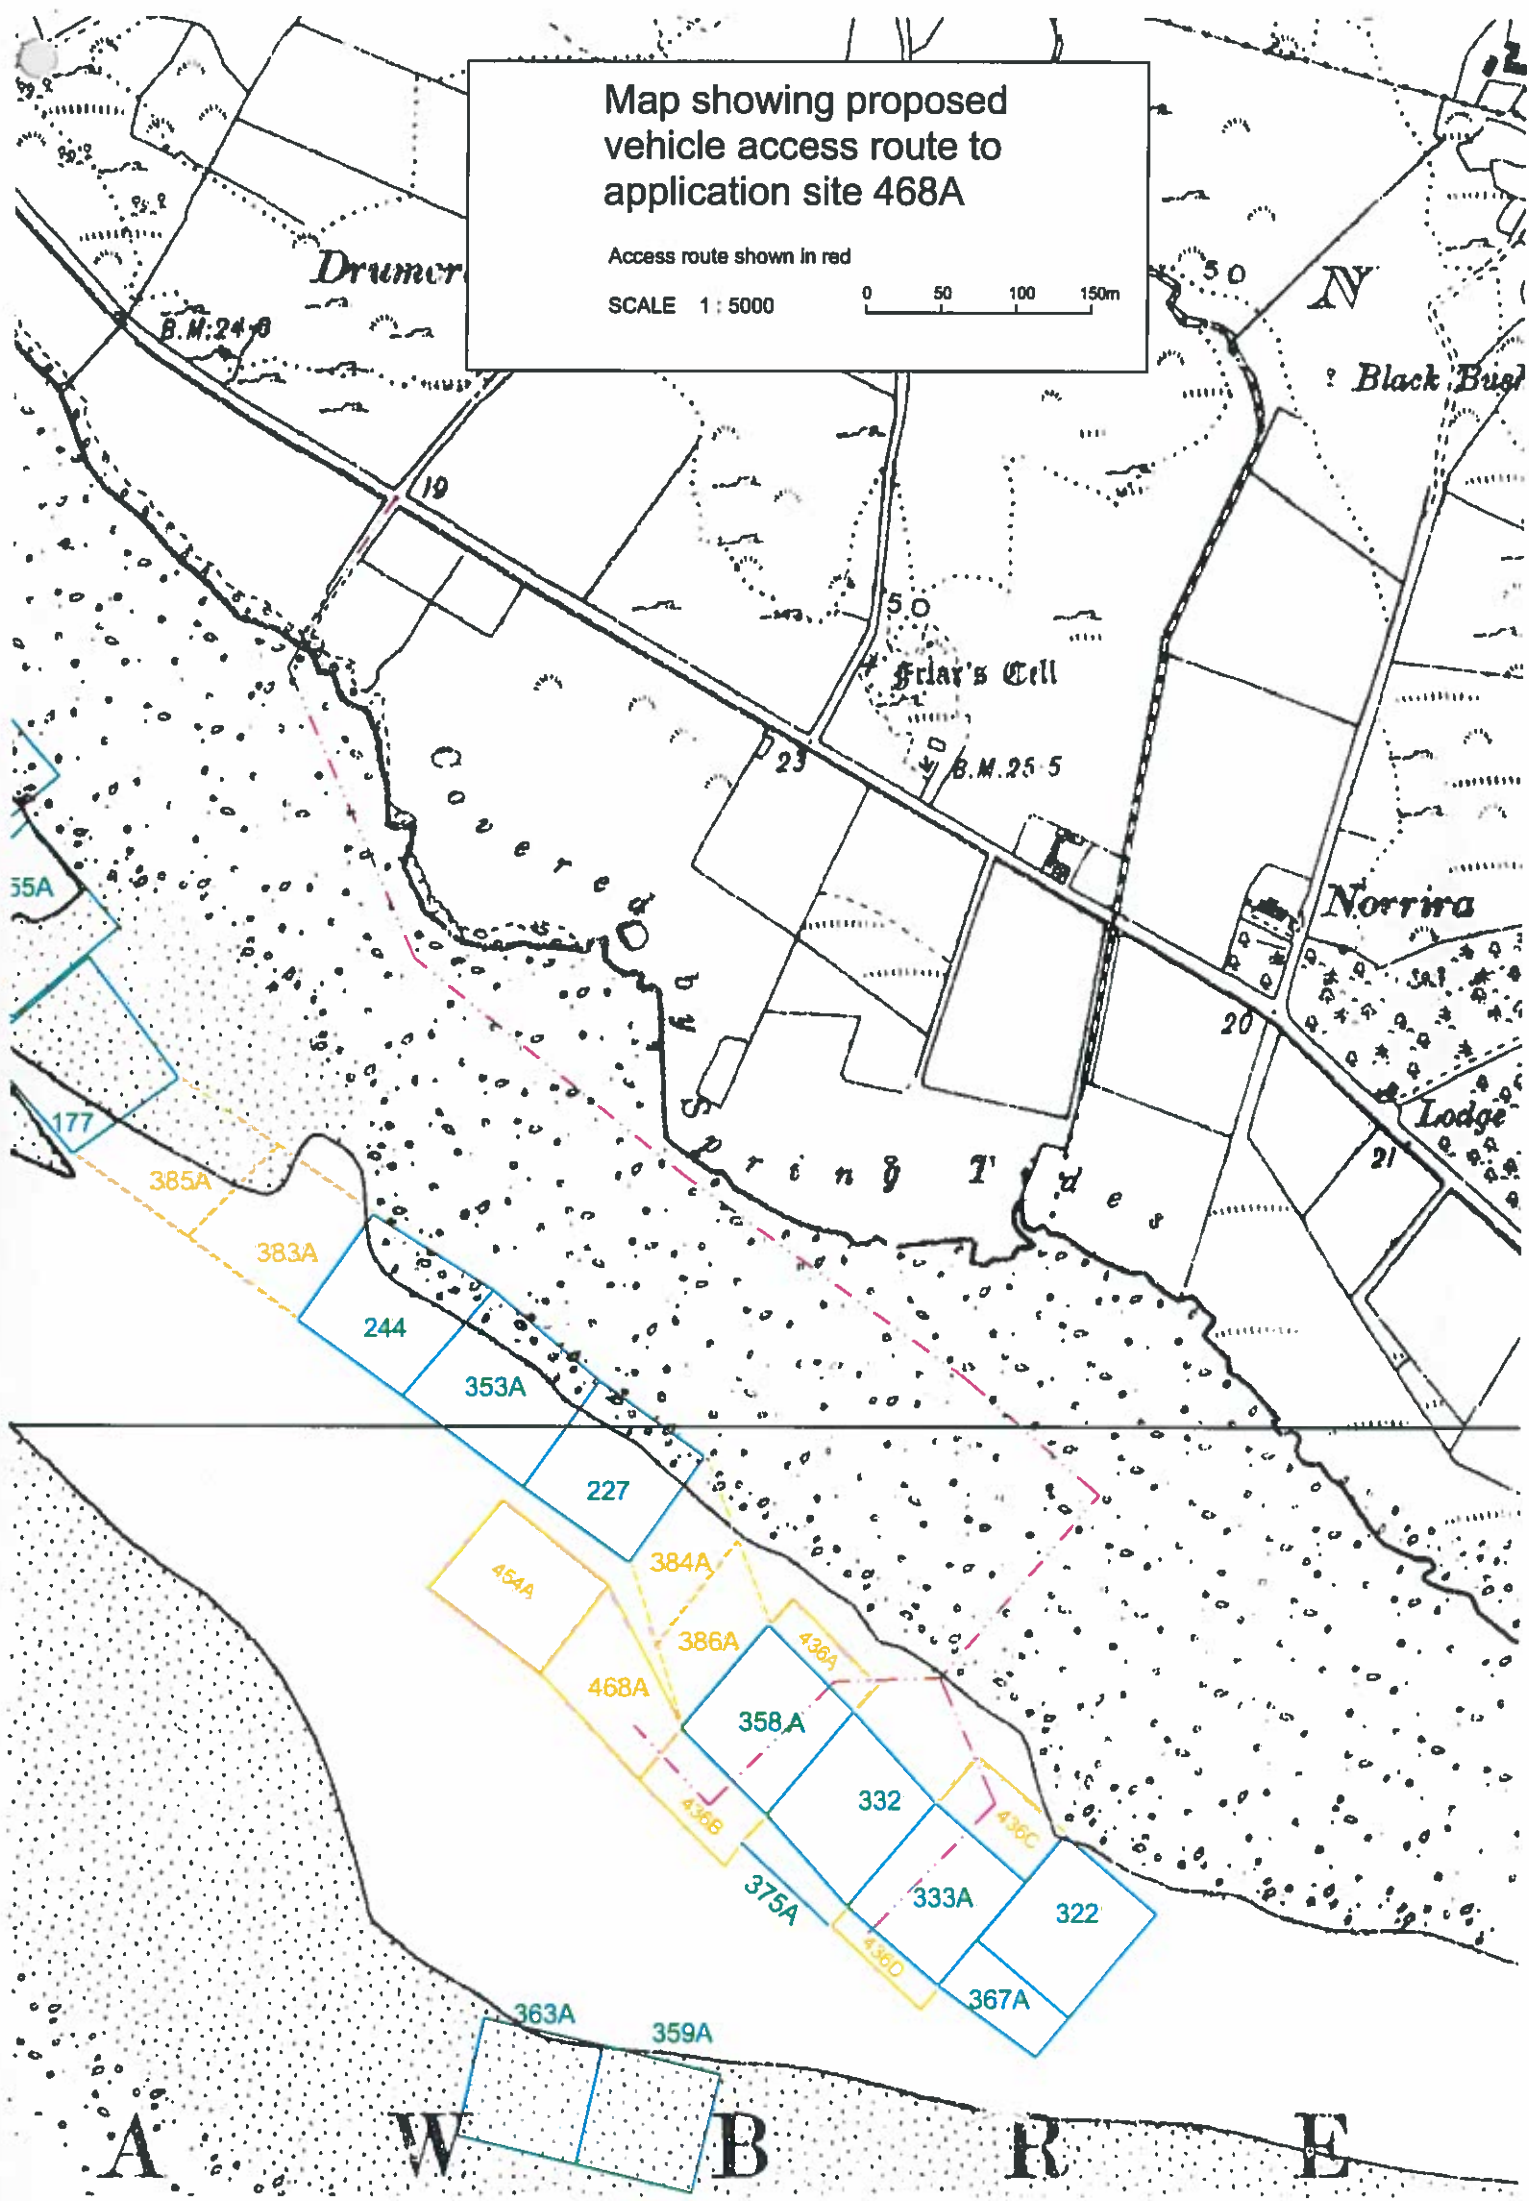 Map showing proposed
vehicle access route to
application site 468A
Access route shown in red
SCALE 1 : 5000
0 50 100 150m
50
N
Drumcr
B.M. 24·8
Black Bush
19
50
Friar's Cell
23
B.M. 25·5
Covered by Spring Tides
55A
Norrira
20
Lodge
21
177
385A
383A
244
353A
227
384A
454A
386A
436A
468A
358A
332
436B
436C
375A
333A
322
436D
367A
363A
359A
A W B R E